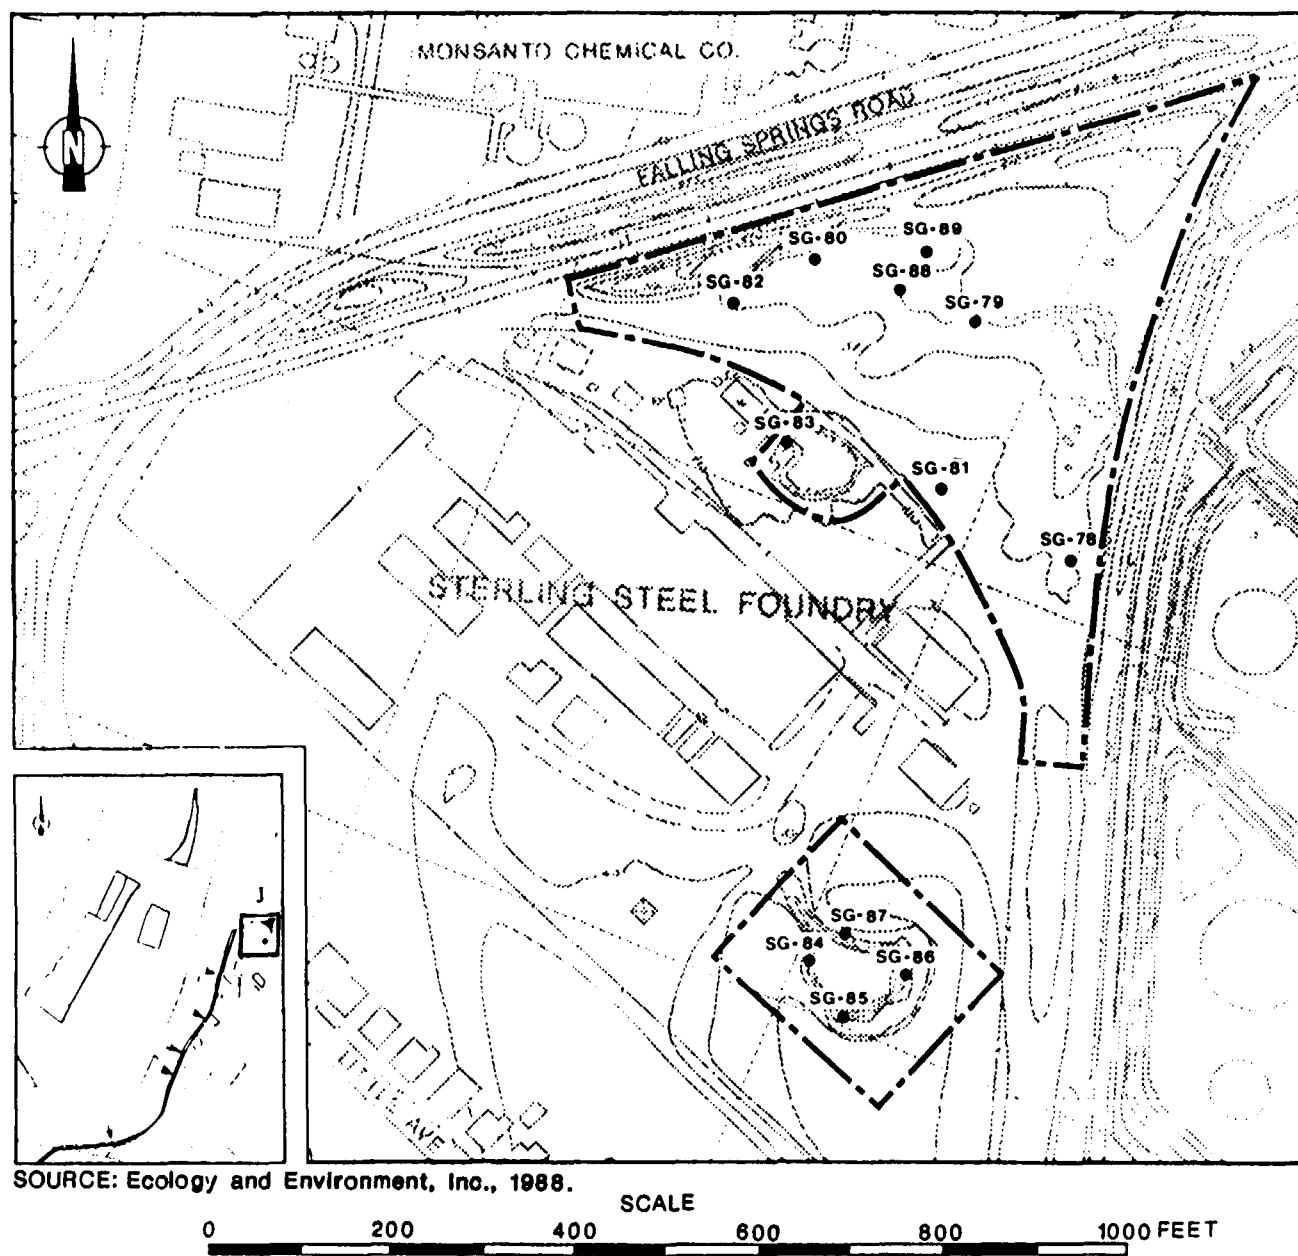 MONSANTO CHEMICAL CO.
FALLING SPRINGS ROAD
N
SG-80
SG-89
SG-88
SG-82
SG-79
SG-83
SG-81
SG-78
STERLING STEEL FOUNDRY
J
SG-87
SG-84
SG-86
SG-85
AVE
SOURCE: Ecology and Environment, Inc., 1988.
SCALE
0 200 400 600 800 1000 FEET